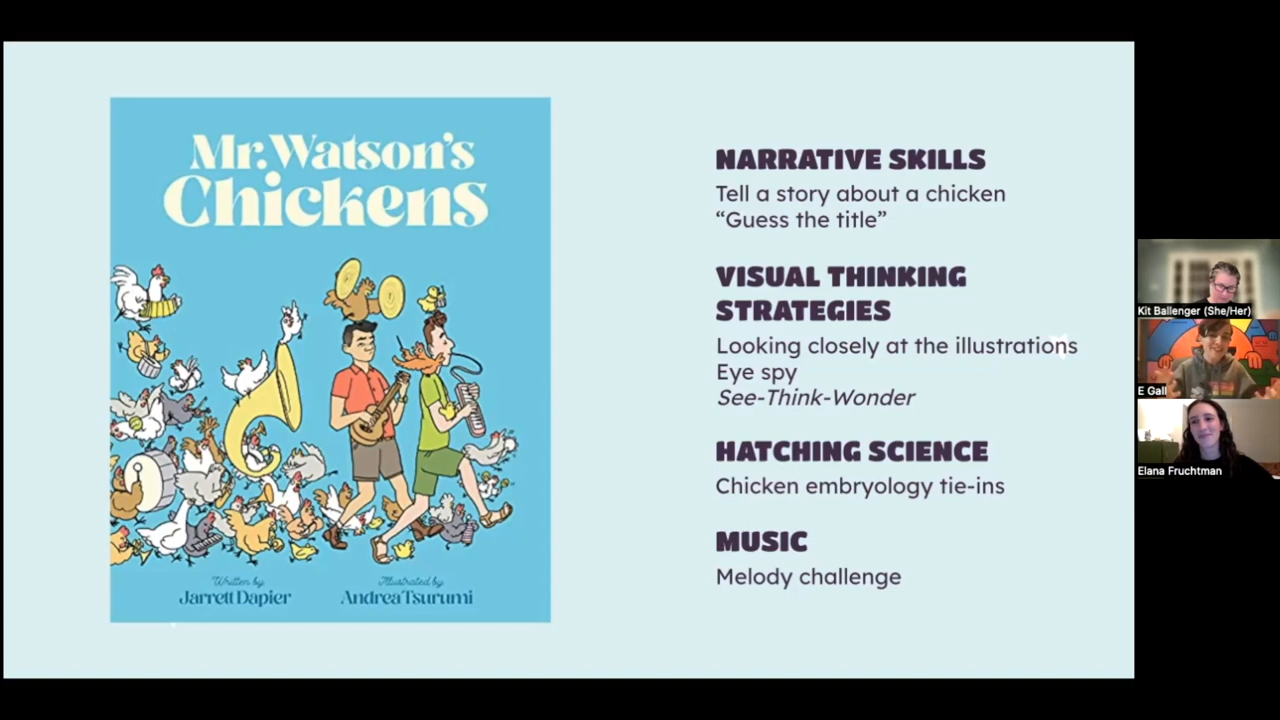 Mr. Watson's
Chickens
Written by
Jarrett Dapier
Illustrated by
Andrea Tsurumi
NARRATIVE SKILLS
Tell a story about a chicken
“Guess the title”
VISUAL THINKING
STRATEGIES
Looking closely at the illustrations
Eye spy
See-Think-Wonder
HATCHING SCIENCE
Chicken embryology tie-ins
MUSIC
Melody challenge
Kit Ballenger (She/Her)
E Gall
Elana Fruchtman